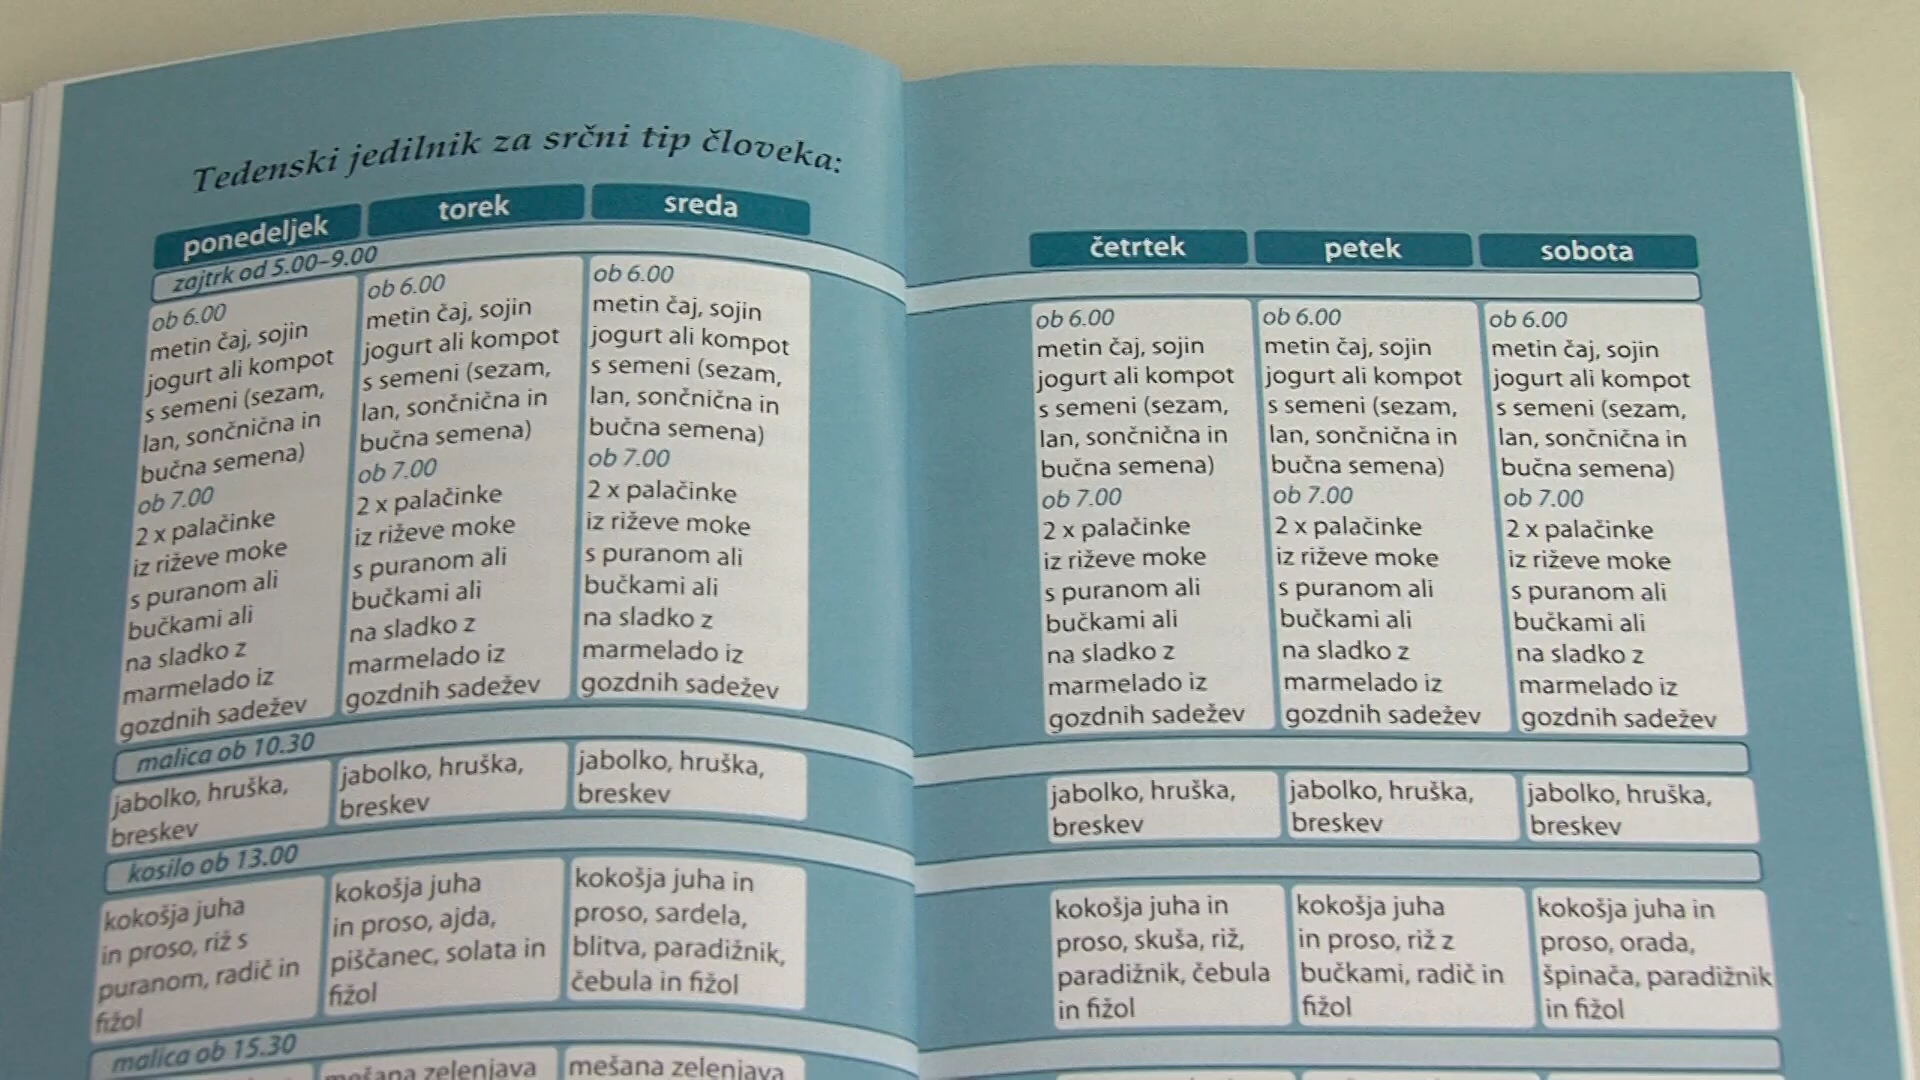 Tedenski jedilnik za srčni tip človeka:
ponedeljek
torek
sreda
četrtek
petek
sobota
zajtrk od 5.00–9.00
ob 6.00
metin čaj, sojin
jogurt ali kompot
s semeni (sezam,
lan, sončnična in
bučna semena)
ob 7.00
2 x palačinke
iz riževe moke
s puranom ali
bučkami ali
na sladko z
marmelado iz
gozdnih sadežev
ob 6.00
metin čaj, sojin
jogurt ali kompot
s semeni (sezam,
lan, sončnična in
bučna semena)
ob 7.00
2 x palačinke
iz riževe moke
s puranom ali
bučkami ali
na sladko z
marmelado iz
gozdnih sadežev
ob 6.00
metin čaj, sojin
jogurt ali kompot
s semeni (sezam,
lan, sončnična in
bučna semena)
ob 7.00
2 x palačinke
iz riževe moke
s puranom ali
bučkami ali
na sladko z
marmelado iz
gozdnih sadežev
ob 6.00
metin čaj, sojin
jogurt ali kompot
s semeni (sezam,
lan, sončnična in
bučna semena)
ob 7.00
2 x palačinke
iz riževe moke
s puranom ali
bučkami ali
na sladko z
marmelado iz
gozdnih sadežev
ob 6.00
metin čaj, sojin
jogurt ali kompot
s semeni (sezam,
lan, sončnična in
bučna semena)
ob 7.00
2 x palačinke
iz riževe moke
s puranom ali
bučkami ali
na sladko z
marmelado iz
gozdnih sadežev
ob 6.00
metin čaj, sojin
jogurt ali kompot
s semeni (sezam,
lan, sončnična in
bučna semena)
ob 7.00
2 x palačinke
iz riževe moke
s puranom ali
bučkami ali
na sladko z
marmelado iz
gozdnih sadežev
malica ob 10.30
jabolko, hruška,
breskev
jabolko, hruška,
breskev
jabolko, hruška,
breskev
jabolko, hruška,
breskev
jabolko, hruška,
breskev
jabolko, hruška,
breskev
kosilo ob 13.00
kokošja juha
in proso, riž s
puranom, radič in
fižol
kokošja juha
in proso, ajda,
piščanec, solata in
fižol
kokošja juha in
proso, sardela,
blitva, paradižnik,
čebula in fižol
kokošja juha in
proso, skuša, riž,
paradižnik, čebula
in fižol
kokošja juha
in proso, riž z
bučkami, radič in
fižol
kokošja juha in
proso, orada,
špinača, paradižnik
in fižol
malica ob 15.30
mešana zelenjava
mešana zelenjava